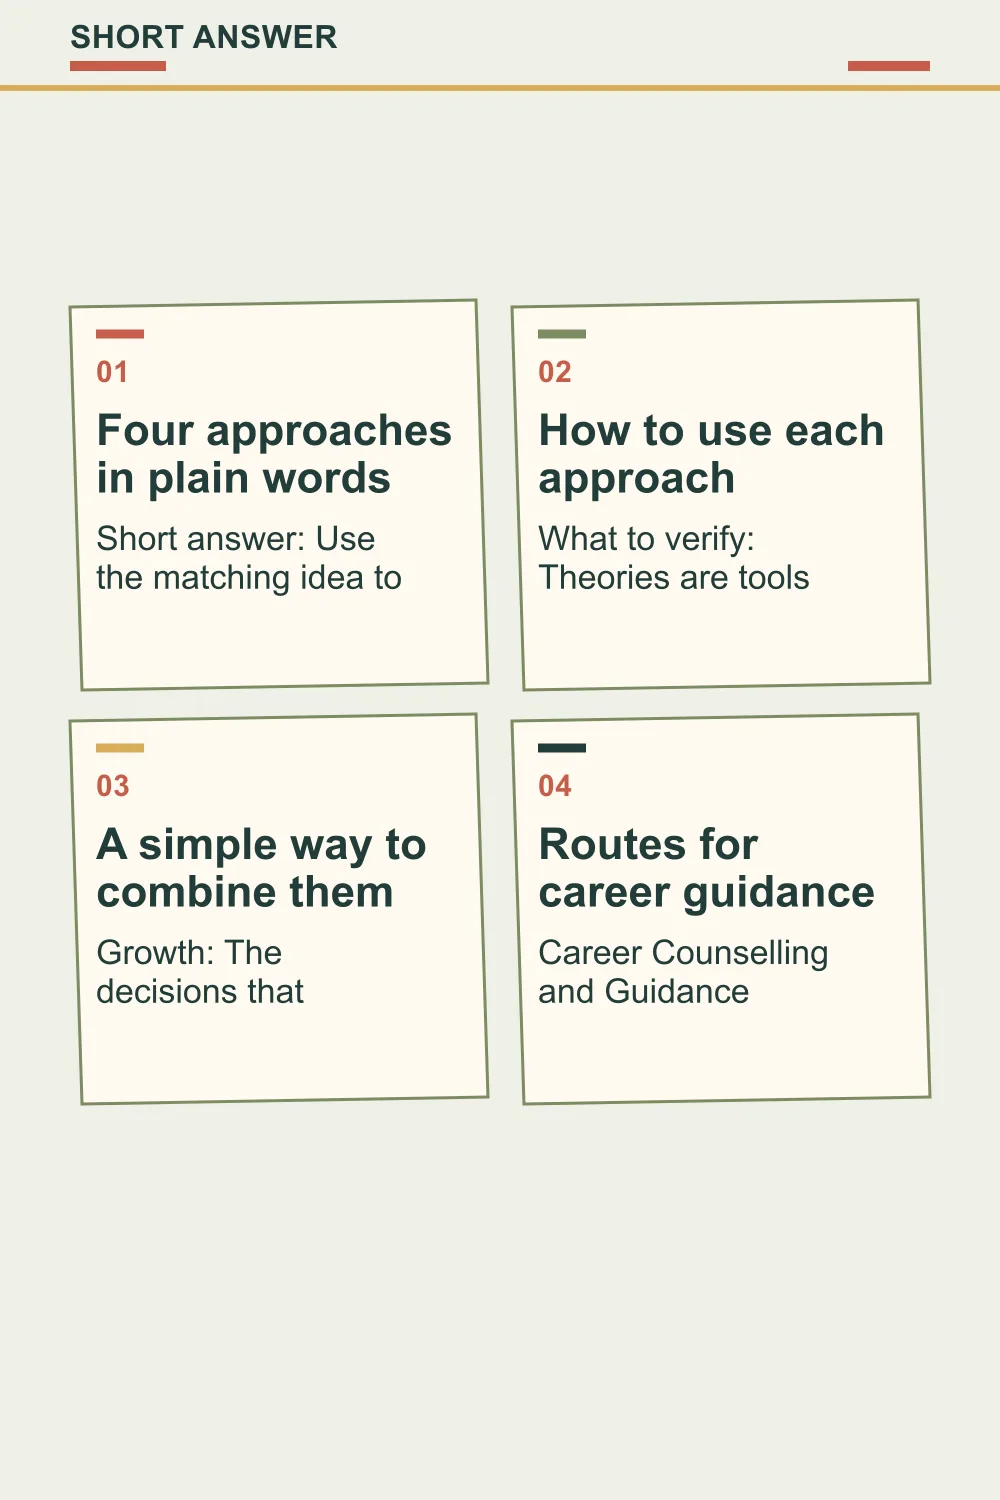 SHORT ANSWER
01
Four approaches
in plain words
Short answer: Use
the matching idea to
02
How to use each
approach
What to verify:
Theories are tools
03
A simple way to
combine them
Growth: The
decisions that
04
Routes for
career guidance
Career Counselling
and Guidance